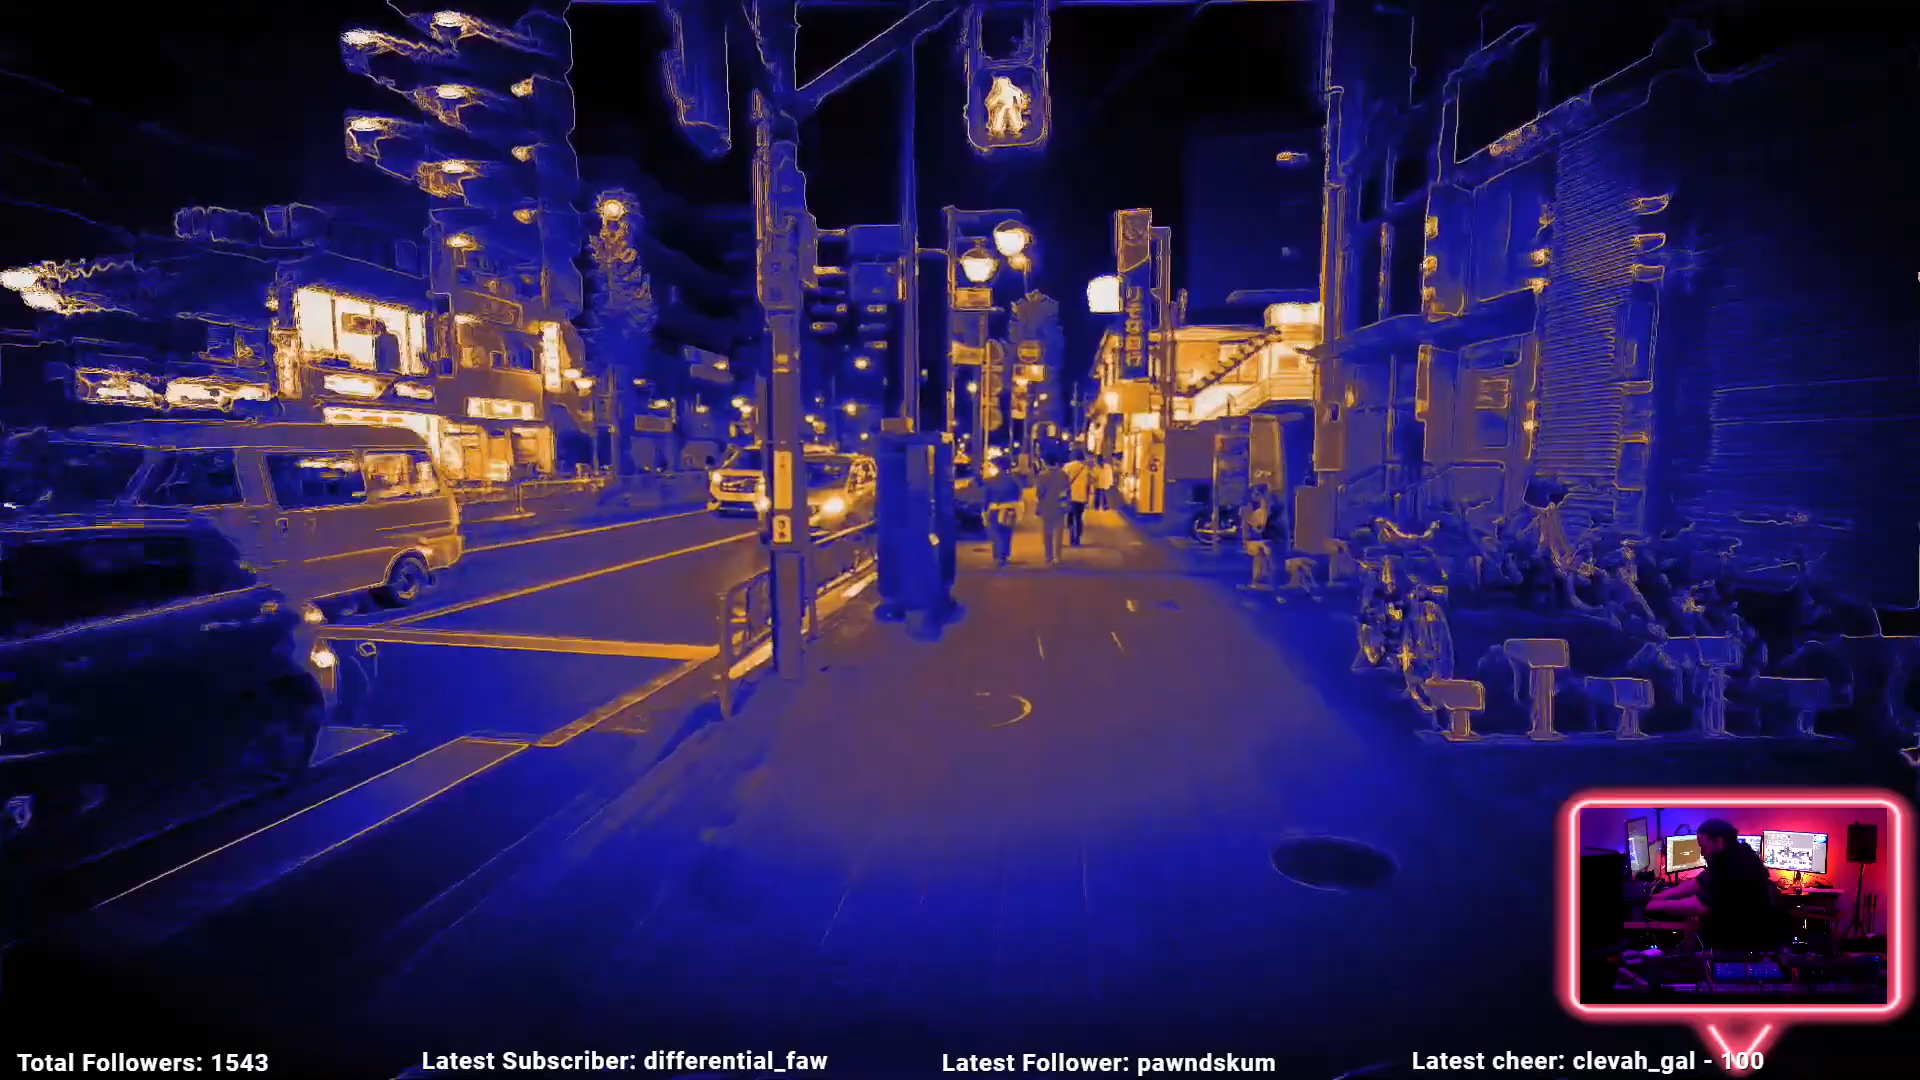 Total Followers: 1543
Latest Subscriber: differential_faw
Latest Follower: pawndskum
Latest cheer: clevah_gal - 100